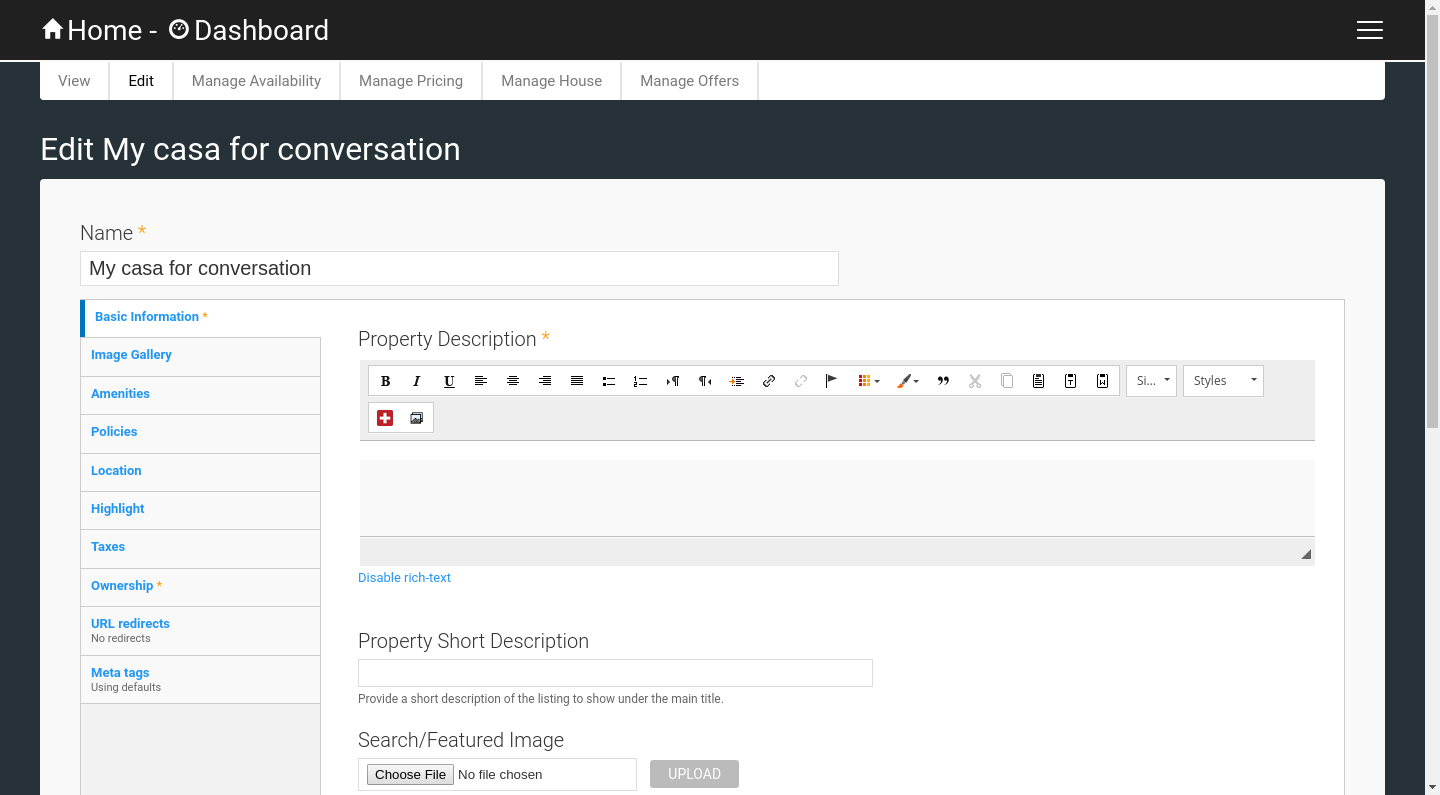 Home - Dashboard
View Edit Manage Availability Manage Pricing Manage House Manage Offers
Edit My casa for conversation
Name *
My casa for conversation
Basic Information *
Image Gallery
Amenities
Policies
Location
Highlight
Taxes
Ownership *
URL redirects
No redirects
Meta tags
Using defaults
Property Description *
B I U Si... Styles
Disable rich-text
Property Short Description
Provide a short description of the listing to show under the main title.
Search/Featured Image
Choose File No file chosen UPLOAD